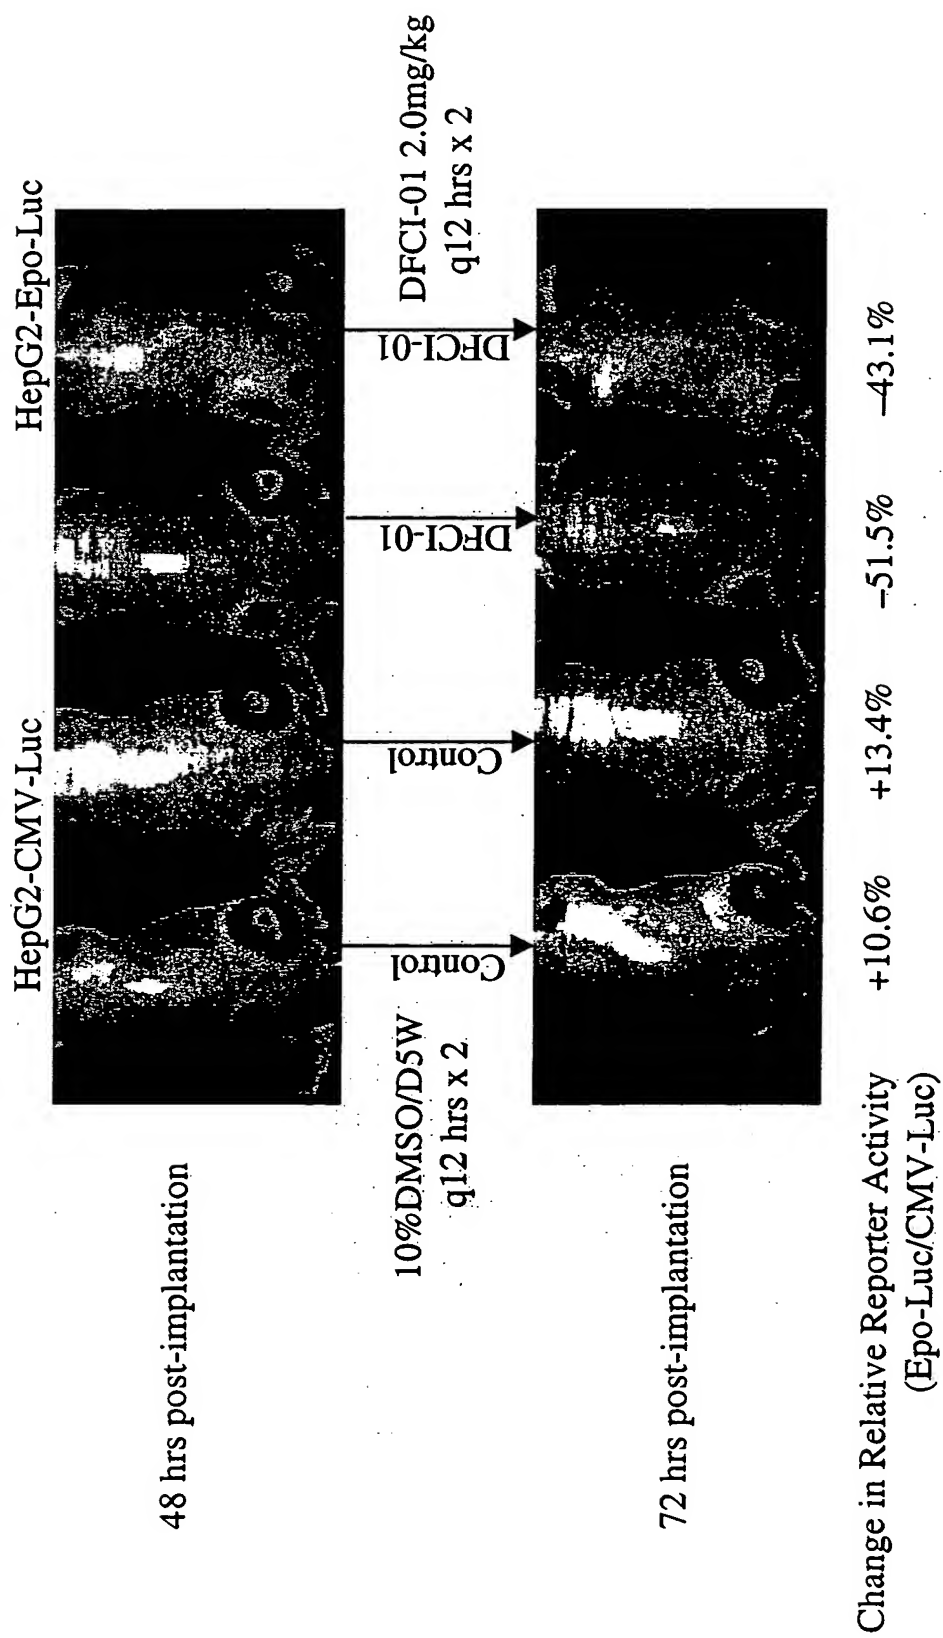 HepG2-CMV-Luc
HepG2-Epo-Luc
48 hrs post-implantation
10%DMSO/D5W
q12 hrs x 2
Control
Control
DFCI-01
DFCI-01
DFCI-01 2.0mg/kg
q12 hrs x 2
72 hrs post-implantation
Change in Relative Reporter Activity
(Epo-Luc/CMV-Luc)
+10.6%
+13.4%
–51.5%
–43.1%